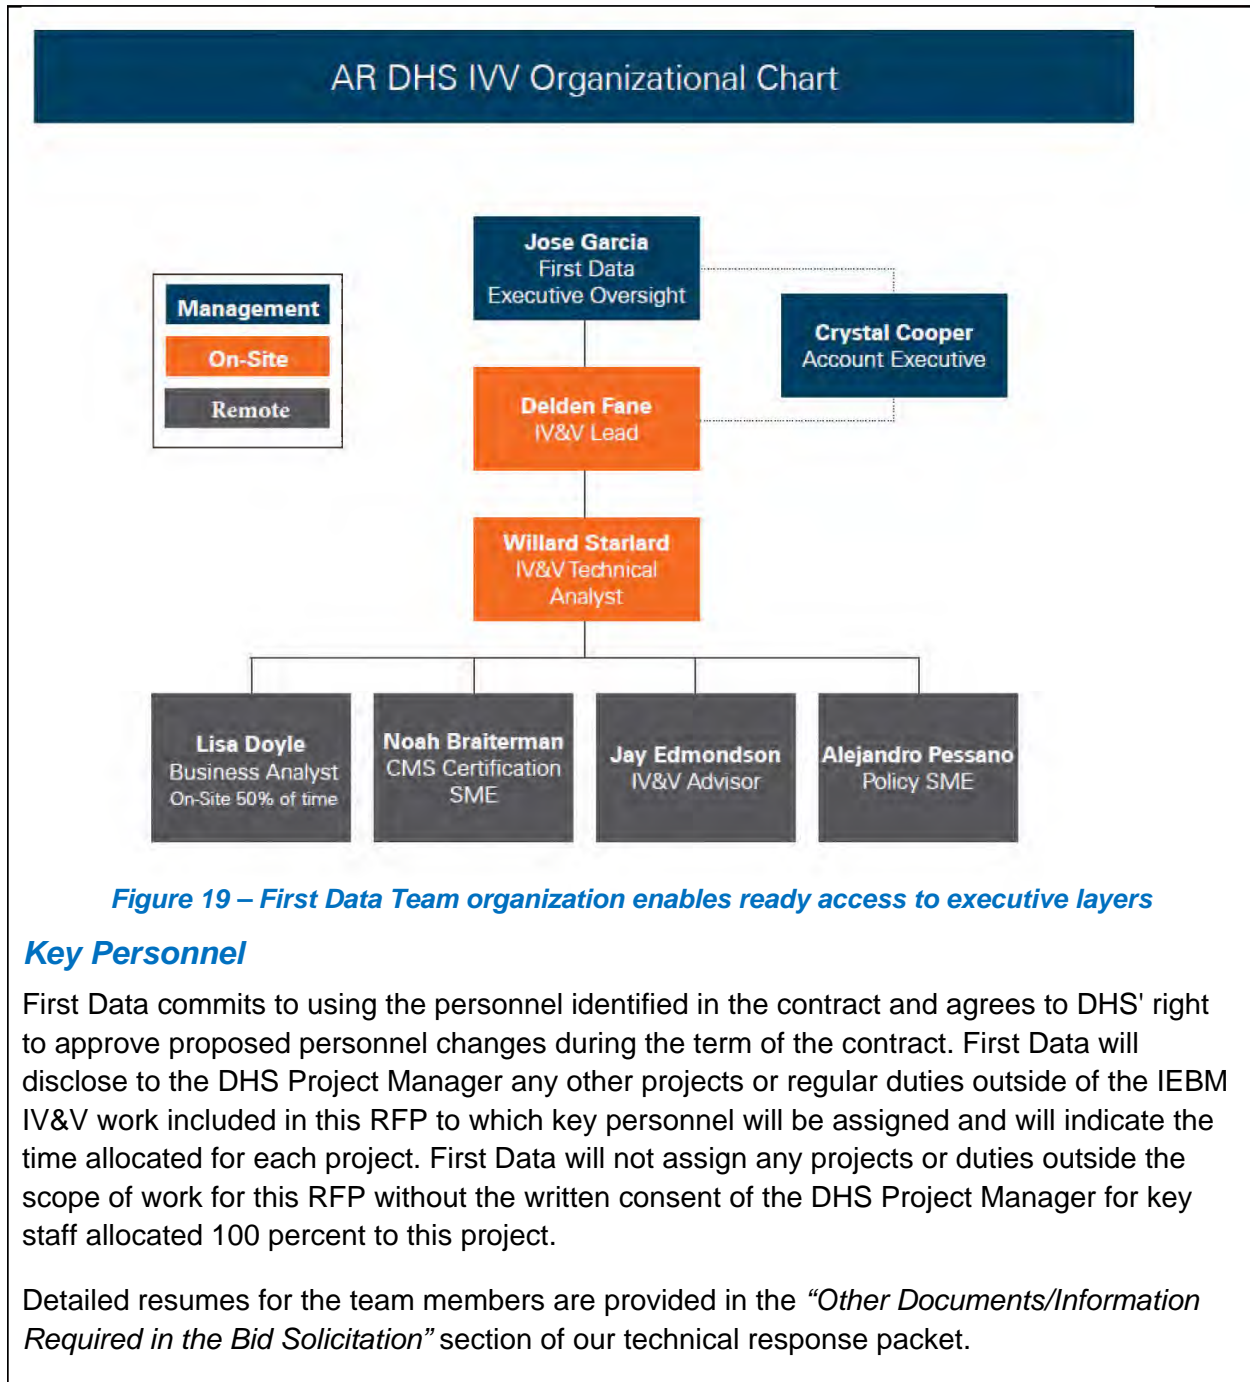 AR DHS IVV Organizational Chart
Jose Garcia
First Data
Executive Oversight
Management
On-Site
Remote
Crystal Cooper
Account Executive
Delden Fane
IV&V Lead
Willard Starlard
IV&V Technical
Analyst
Lisa Doyle
Business Analyst
On-Site 50% of time
Noah Braiterman
CMS Certification
SME
Jay Edmondson
IV&V Advisor
Alejandro Pessano
Policy SME
Figure 19 – First Data Team organization enables ready access to executive layers
Key Personnel
First Data commits to using the personnel identified in the contract and agrees to DHS' right
to approve proposed personnel changes during the term of the contract. First Data will
disclose to the DHS Project Manager any other projects or regular duties outside of the IEBM
IV&V work included in this RFP to which key personnel will be assigned and will indicate the
time allocated for each project. First Data will not assign any projects or duties outside the
scope of work for this RFP without the written consent of the DHS Project Manager for key
staff allocated 100 percent to this project.
Detailed resumes for the team members are provided in the “Other Documents/Information
Required in the Bid Solicitation” section of our technical response packet.